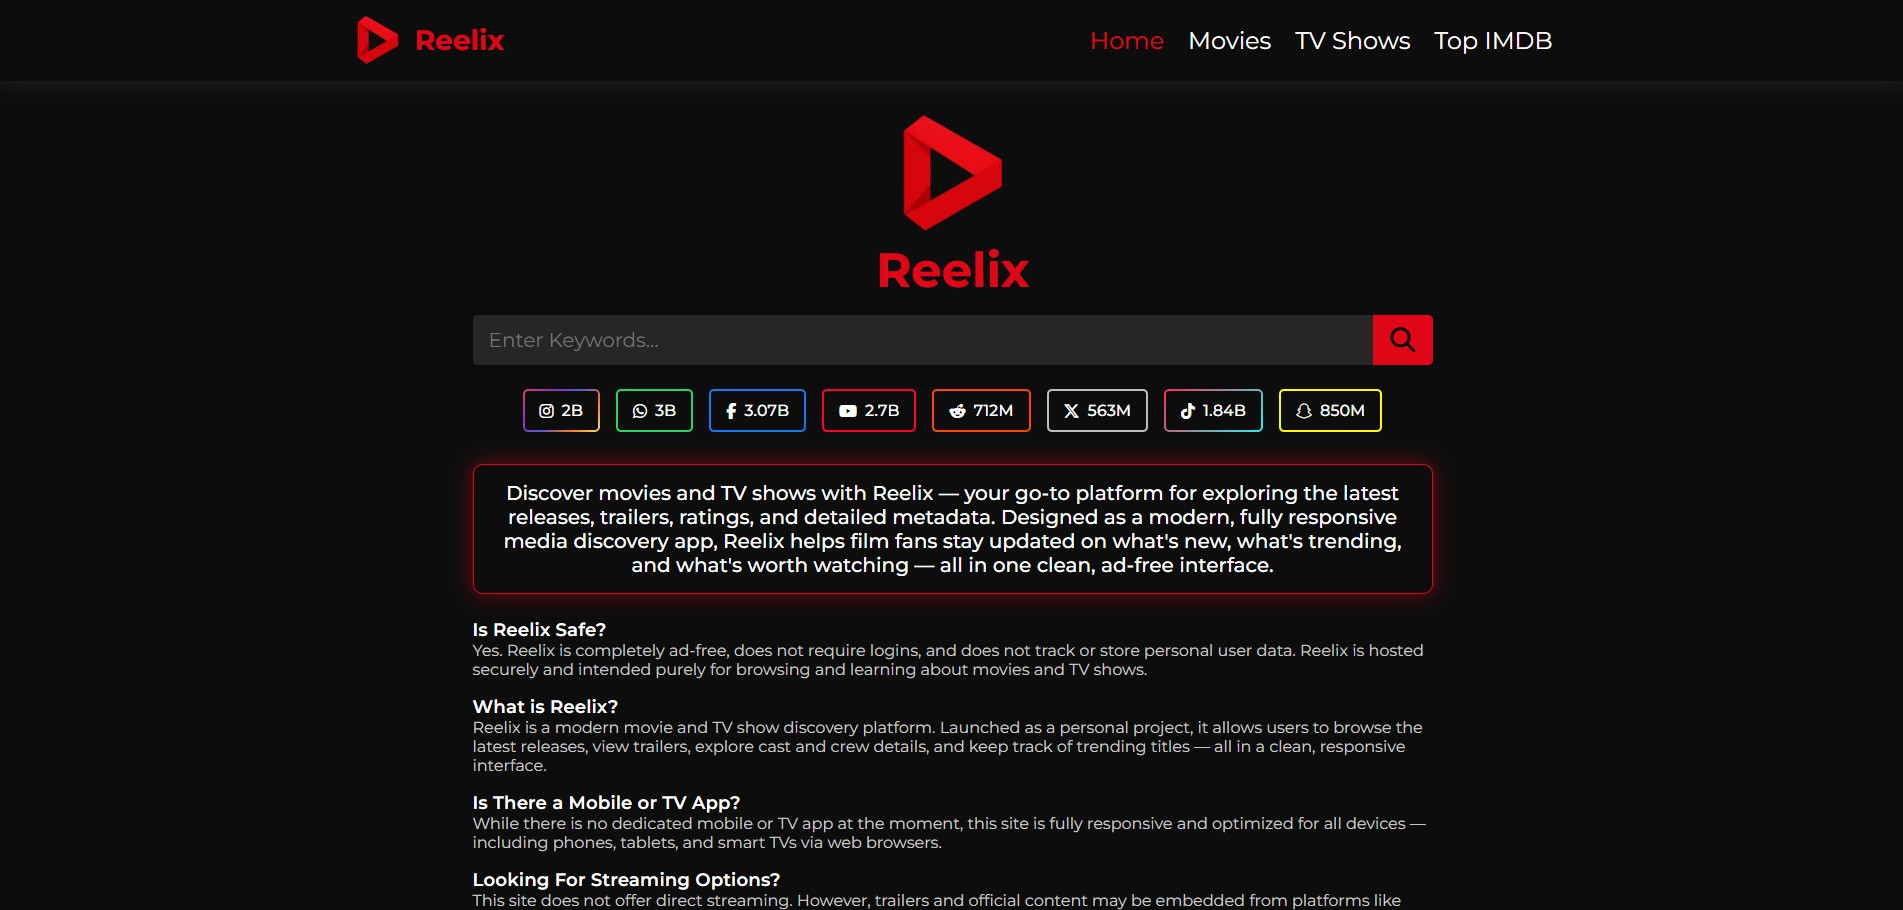 Reelix
Home Movies TV Shows Top IMDB
Reelix
Enter Keywords...
2B 3B 3.07B 2.7B 712M 563M 1.84B 850M
Discover movies and TV shows with Reelix — your go-to platform for exploring the latest
releases, trailers, ratings, and detailed metadata. Designed as a modern, fully responsive
media discovery app, Reelix helps film fans stay updated on what's new, what's trending,
and what's worth watching — all in one clean, ad-free interface.
Is Reelix Safe?
Yes. Reelix is completely ad-free, does not require logins, and does not track or store personal user data. Reelix is hosted
securely and intended purely for browsing and learning about movies and TV shows.
What is Reelix?
Reelix is a modern movie and TV show discovery platform. Launched as a personal project, it allows users to browse the
latest releases, view trailers, explore cast and crew details, and keep track of trending titles — all in a clean, responsive
interface.
Is There a Mobile or TV App?
While there is no dedicated mobile or TV app at the moment, this site is fully responsive and optimized for all devices —
including phones, tablets, and smart TVs via web browsers.
Looking For Streaming Options?
This site does not offer direct streaming. However, trailers and official content may be embedded from platforms like